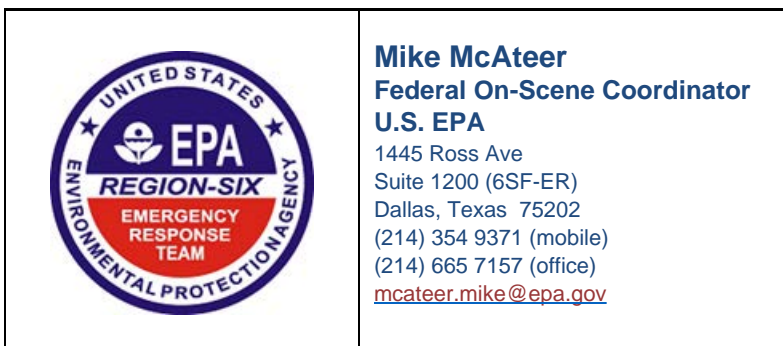 UNITED STATES
EPA
REGION-SIX
EMERGENCY
RESPONSE
TEAM
ENVIRONMENTAL PROTECTION AGENCY
Mike McAteer
Federal On-Scene Coordinator
U.S. EPA
1445 Ross Ave
Suite 1200 (6SF-ER)
Dallas, Texas  75202
(214) 354 9371 (mobile)
(214) 665 7157 (office)
mcateer.mike@epa.gov